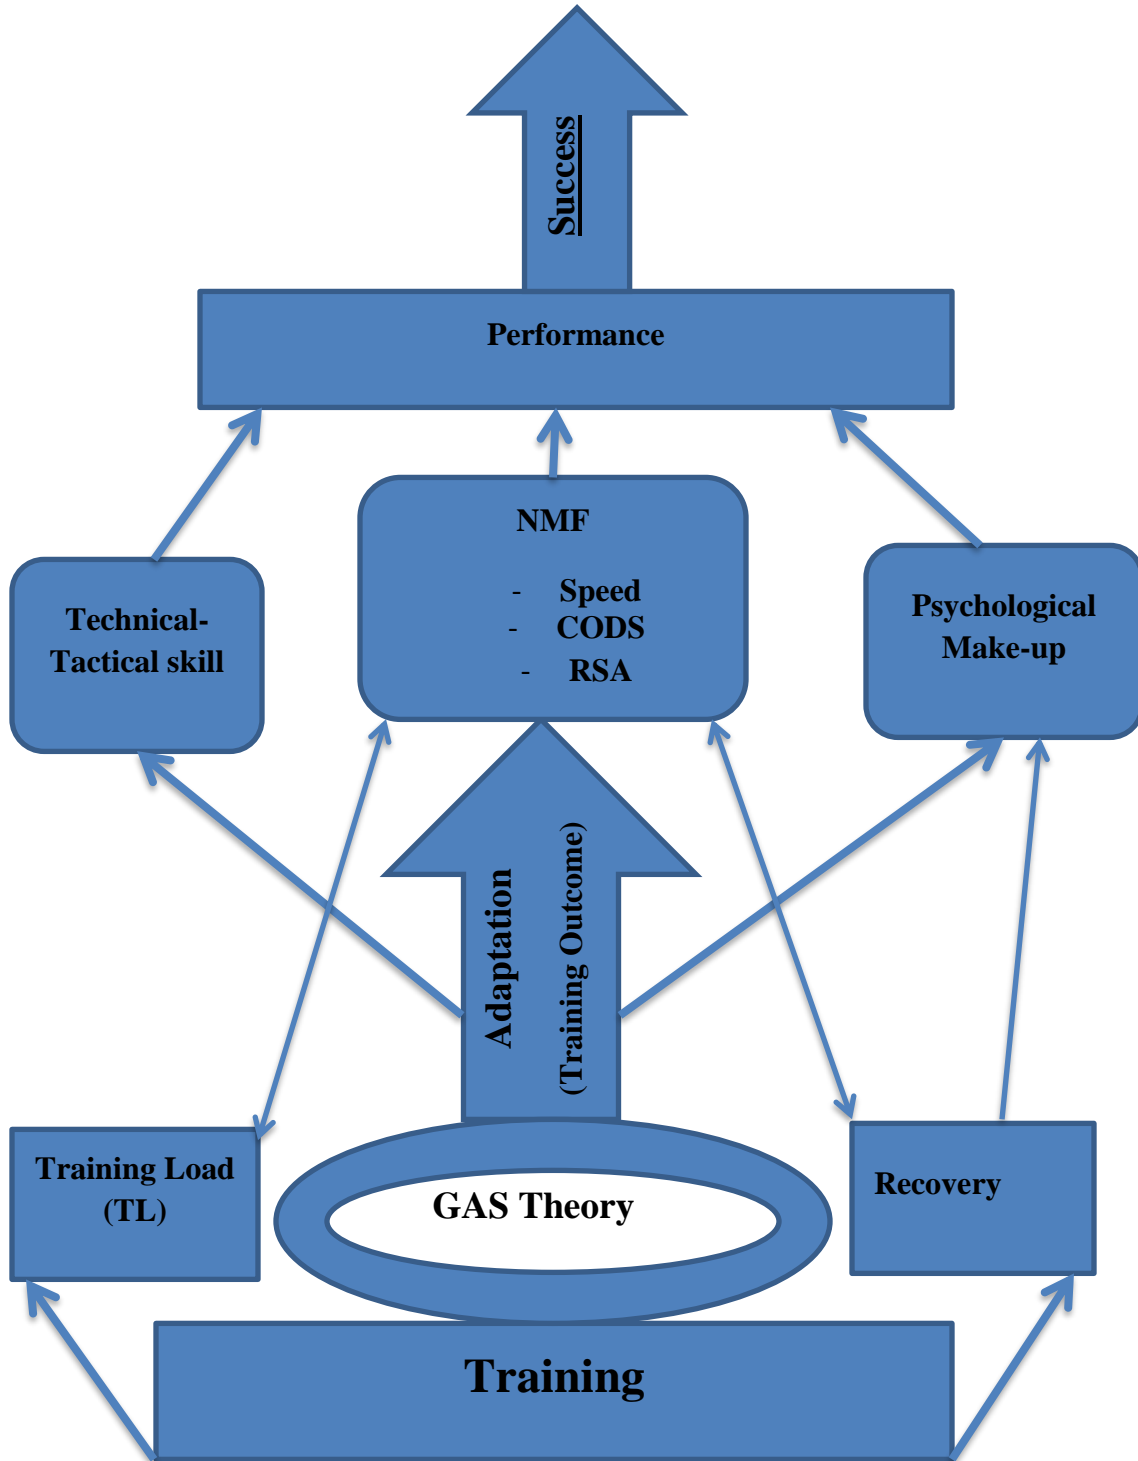 Success
Performance
NMF
- Speed
- CODS
- RSA
Technical-
Tactical skill
Psychological
Make-up
Adaptation
(Training Outcome)
Training Load
(TL)
GAS Theory
Recovery
Training